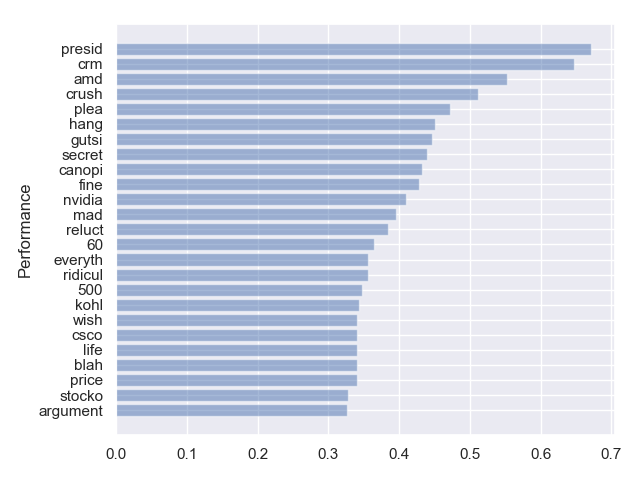 presid
crm
amd
crush
plea
hang
gutsi
secret
canopi
fine
nvidia
mad
reluct
60
everyth
ridicul
500
kohl
wish
csco
life
blah
price
stocko
argument
Performance
0.0 0.1 0.2 0.3 0.4 0.5 0.6 0.7